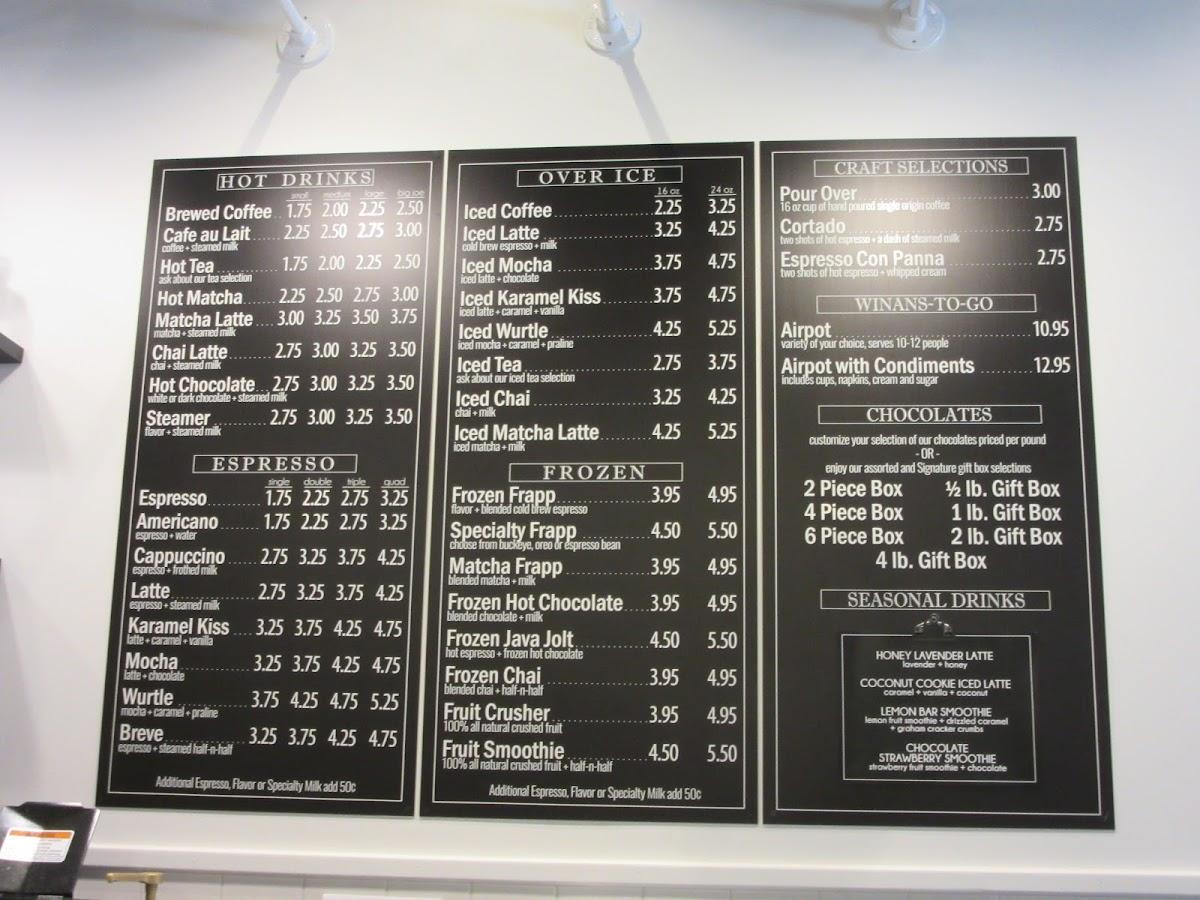 HOT DRINKS
small medium large big joe
Brewed Coffee 1.75 2.00 2.25 2.50
Cafe au Lait 2.25 2.50 2.75 3.00
coffee + steamed milk
Hot Tea 1.75 2.00 2.25 2.50
ask about our tea selection
Hot Matcha 2.25 2.50 2.75 3.00
Matcha Latte 3.00 3.25 3.50 3.75
matcha + steamed milk
Chai Latte 2.75 3.00 3.25 3.50
chai + steamed milk
Hot Chocolate 2.75 3.00 3.25 3.50
white or dark chocolate + steamed milk
Steamer 2.75 3.00 3.25 3.50
flavor + steamed milk
ESPRESSO
single double triple quad
Espresso 1.75 2.25 2.75 3.25
Americano 1.75 2.25 2.75 3.25
espresso + water
Cappuccino 2.75 3.25 3.75 4.25
espresso + frothed milk
Latte 2.75 3.25 3.75 4.25
espresso + steamed milk
Karamel Kiss 3.25 3.75 4.25 4.75
latte + caramel + vanilla
Mocha 3.25 3.75 4.25 4.75
latte + chocolate
Wurtle 3.75 4.25 4.75 5.25
mocha + caramel + praline
Breve 3.25 3.75 4.25 4.75
espresso + steamed half-n-half
Additional Espresso, Flavor or Specialty Milk add 50¢
OVER ICE
16 oz 24 oz
Iced Coffee 2.25 3.25
Iced Latte 3.25 4.25
cold brew espresso + milk
Iced Mocha 3.75 4.75
iced latte + chocolate
Iced Karamel Kiss 3.75 4.75
iced latte + caramel + vanilla
Iced Wurtle 4.25 5.25
iced mocha + caramel + praline
Iced Tea 2.75 3.75
ask about our iced tea selection
Iced Chai 3.25 4.25
chai + milk
Iced Matcha Latte 4.25 5.25
iced matcha + milk
FROZEN
Frozen Frapp 3.95 4.95
flavor + blended cold brew espresso
Specialty Frapp 4.50 5.50
choose from buckeye, oreo or espresso bean
Matcha Frapp 3.95 4.95
blended matcha + milk
Frozen Hot Chocolate 3.95 4.95
blended chocolate + milk
Frozen Java Jolt 4.50 5.50
hot espresso + frozen hot chocolate
Frozen Chai 3.95 4.95
blended chai + half-n-half
Fruit Crusher 3.95 4.95
100% all natural crushed fruit
Fruit Smoothie 4.50 5.50
100% all natural crushed fruit + half-n-half
Additional Espresso, Flavor or Specialty Milk add 50¢
CRAFT SELECTIONS
Pour Over 3.00
16 oz cup of hand poured single origin coffee
Cortado 2.75
two shots of hot espresso + a dash of steamed milk
Espresso Con Panna 2.75
two shots of hot espresso + whipped cream
WINANS-TO-GO
Airpot 10.95
variety of your choice, serves 10-12 people
Airpot with Condiments 12.95
includes cups, napkins, cream and sugar
CHOCOLATES
customize your selection of our chocolates priced per pound
- OR -
enjoy our assorted and Signature gift box selections
2 Piece Box ½ lb. Gift Box
4 Piece Box 1 lb. Gift Box
6 Piece Box 2 lb. Gift Box
4 lb. Gift Box
SEASONAL DRINKS
HONEY LAVENDER LATTE
lavender + honey
COCONUT COOKIE ICED LATTE
caramel + vanilla + coconut
LEMON BAR SMOOTHIE
lemon fruit smoothie + drizzled caramel
+ graham cracker crumbs
CHOCOLATE
STRAWBERRY SMOOTHIE
strawberry fruit smoothie + chocolate